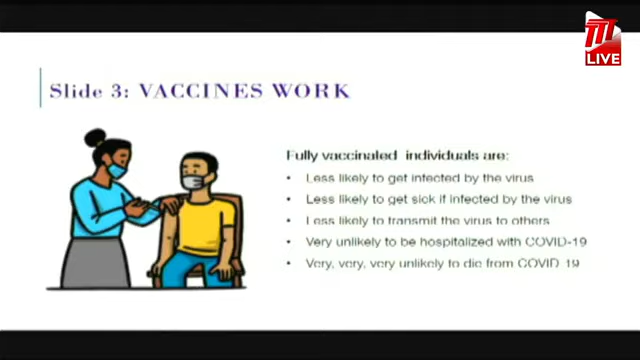 LIVE
Slide 3: VACCINES WORK
Fully vaccinated individuals are:
• Less likely to get infected by the virus
• Less likely to get sick if infected by the virus
• Less likely to transmit the virus to others
• Very unlikely to be hospitalized with COVID-19
• Very, very, very unlikely to die from COVID 19